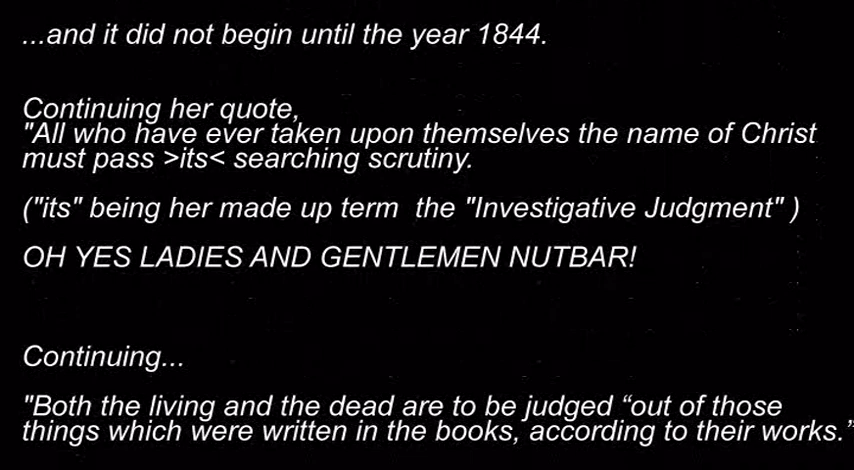 ...and it did not begin until the year 1844.
Continuing her quote,
"All who have ever taken upon themselves the name of Christ
must pass >its< searching scrutiny.
("its" being her made up term  the "Investigative Judgment" )
OH YES LADIES AND GENTLEMEN NUTBAR!
Continuing...
"Both the living and the dead are to be judged “out of those
things which were written in the books, according to their works.”